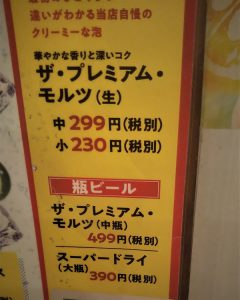 違いがわかる当店自慢の
クリーミーな泡
華やかな香りと深いコク
ザ・プレミアム・
モルツ(生)
中299円(税別)
小230円(税別)
瓶ビール
ザ・プレミアム・
モルツ(中瓶)
499円(税別)
スーパードライ
(大瓶)390円(税別)